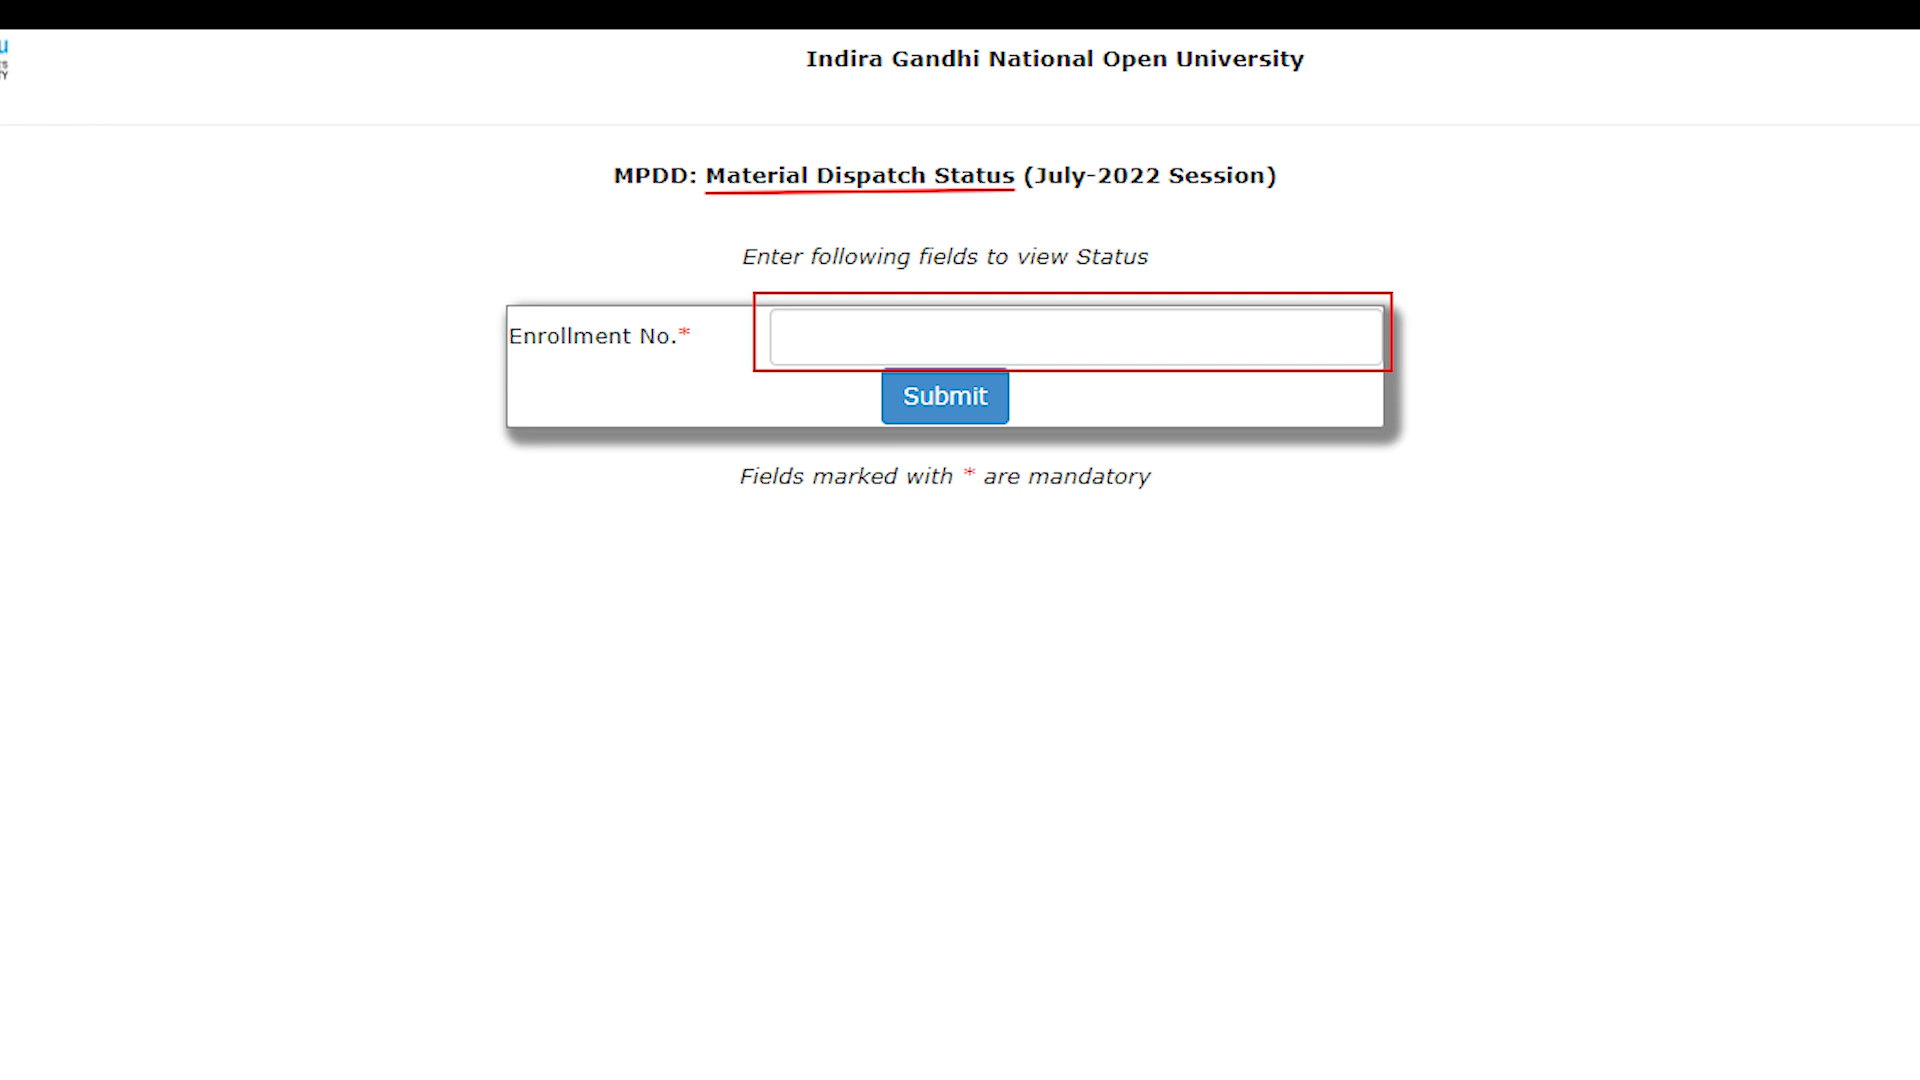 Indira Gandhi National Open University
MPDD: Material Dispatch Status (July-2022 Session)
Enter following fields to view Status
Enrollment No.*
Submit
Fields marked with * are mandatory